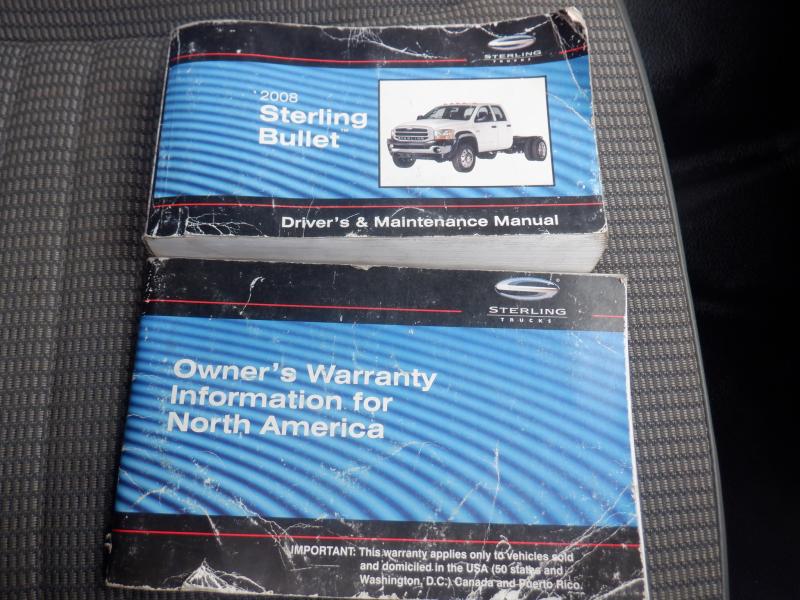 STERLING
TRUCKS
2008
Sterling
Bullet™
STERLING
Driver's & Maintenance Manual
STERLING
TRUCKS
Owner's Warranty
Information for
North America
IMPORTANT: This warranty applies only to vehicles sold
and domiciled in the USA (50 states and
Washington, D.C.) Canada and Puerto Rico.